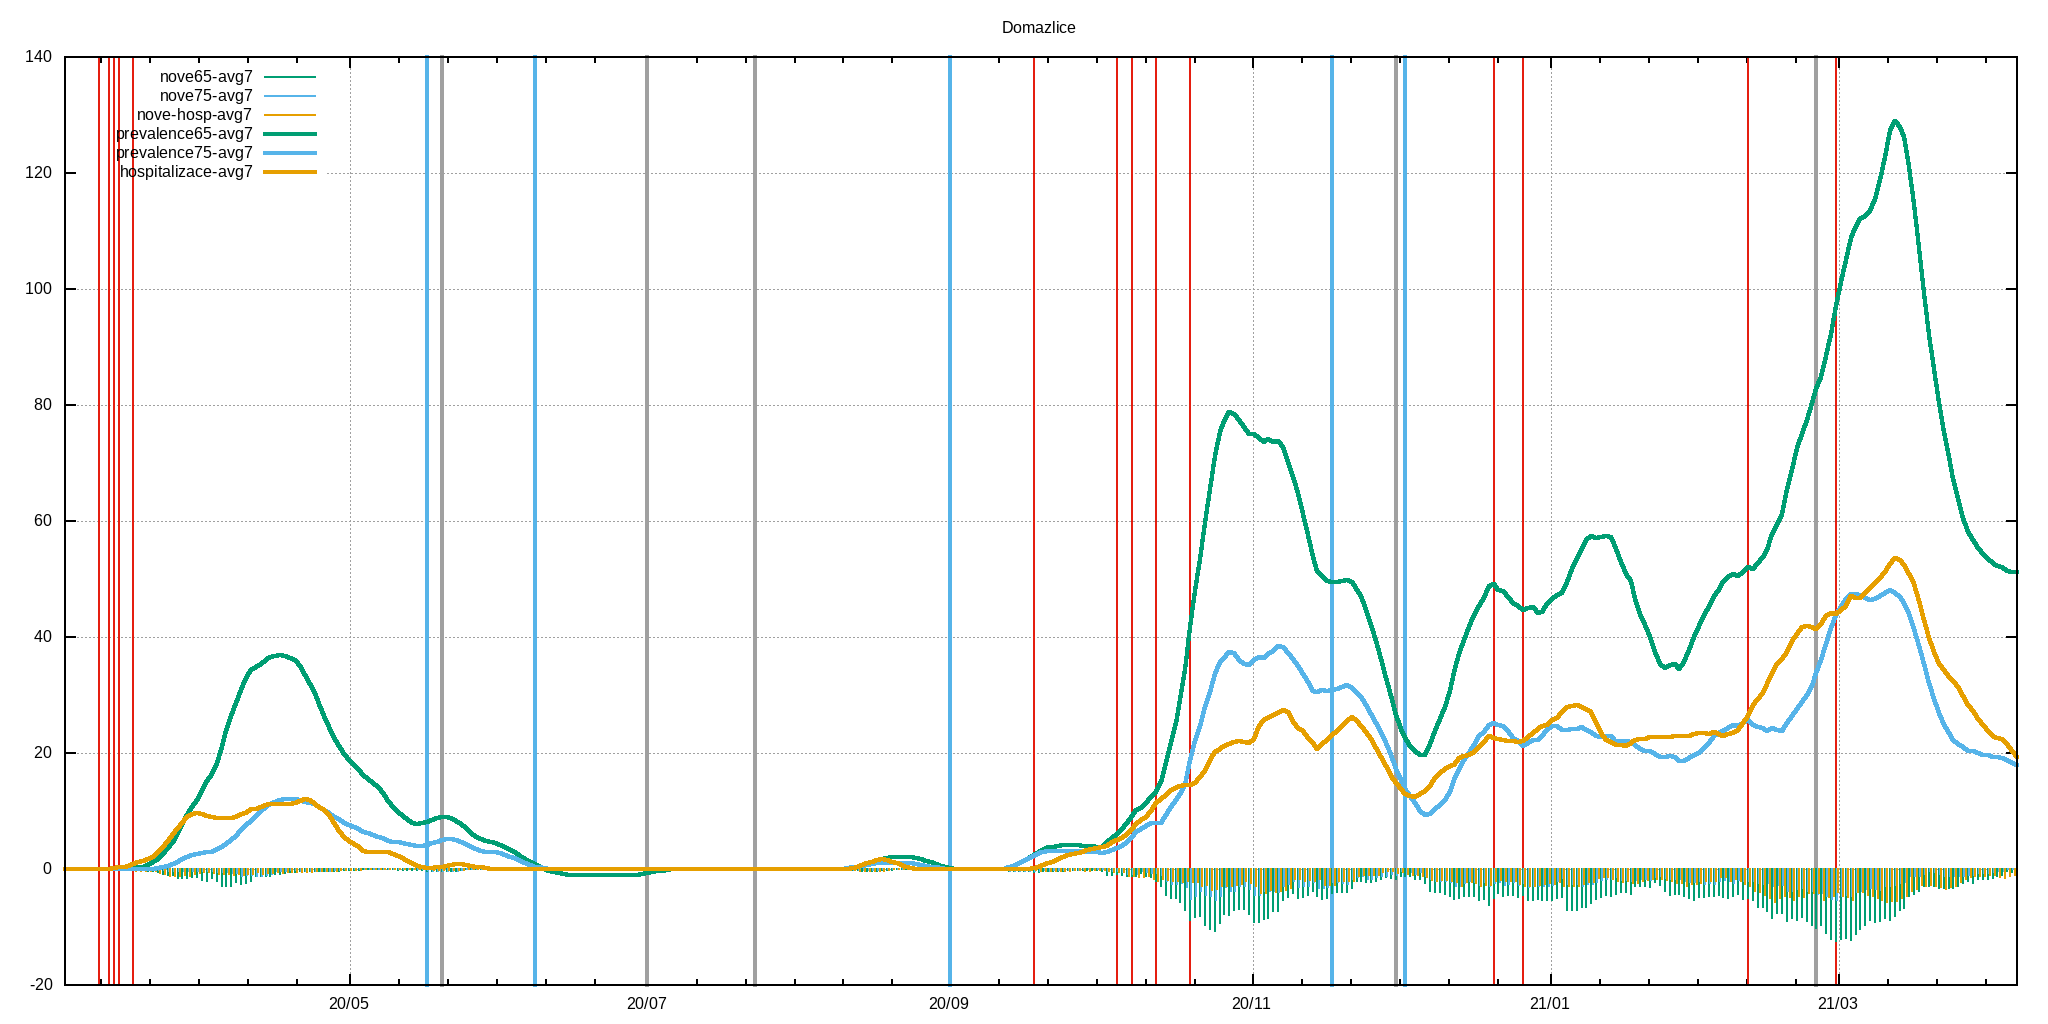 Domazlice
140
120
100
80
60
40
20
0
-20
nove65-avg7
nove75-avg7
nove-hosp-avg7
prevalence65-avg7
prevalence75-avg7
hospitalizace-avg7
20/05 20/07 20/09 20/11 21/01 21/03